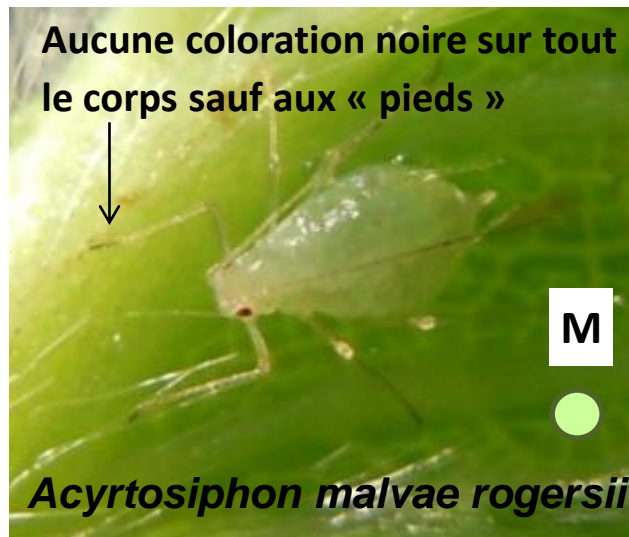 Aucune coloration noire sur tout
le corps sauf aux « pieds »
M
Acyrtosiphon malvae rogersii